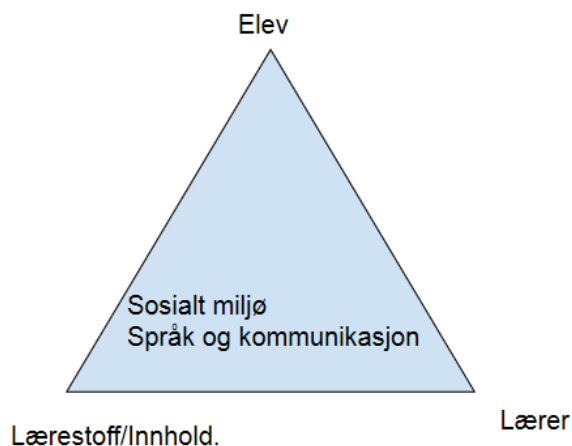 Elev
Sosialt miljø
Språk og kommunikasjon
Lærer
Lærestoff/Innhold.